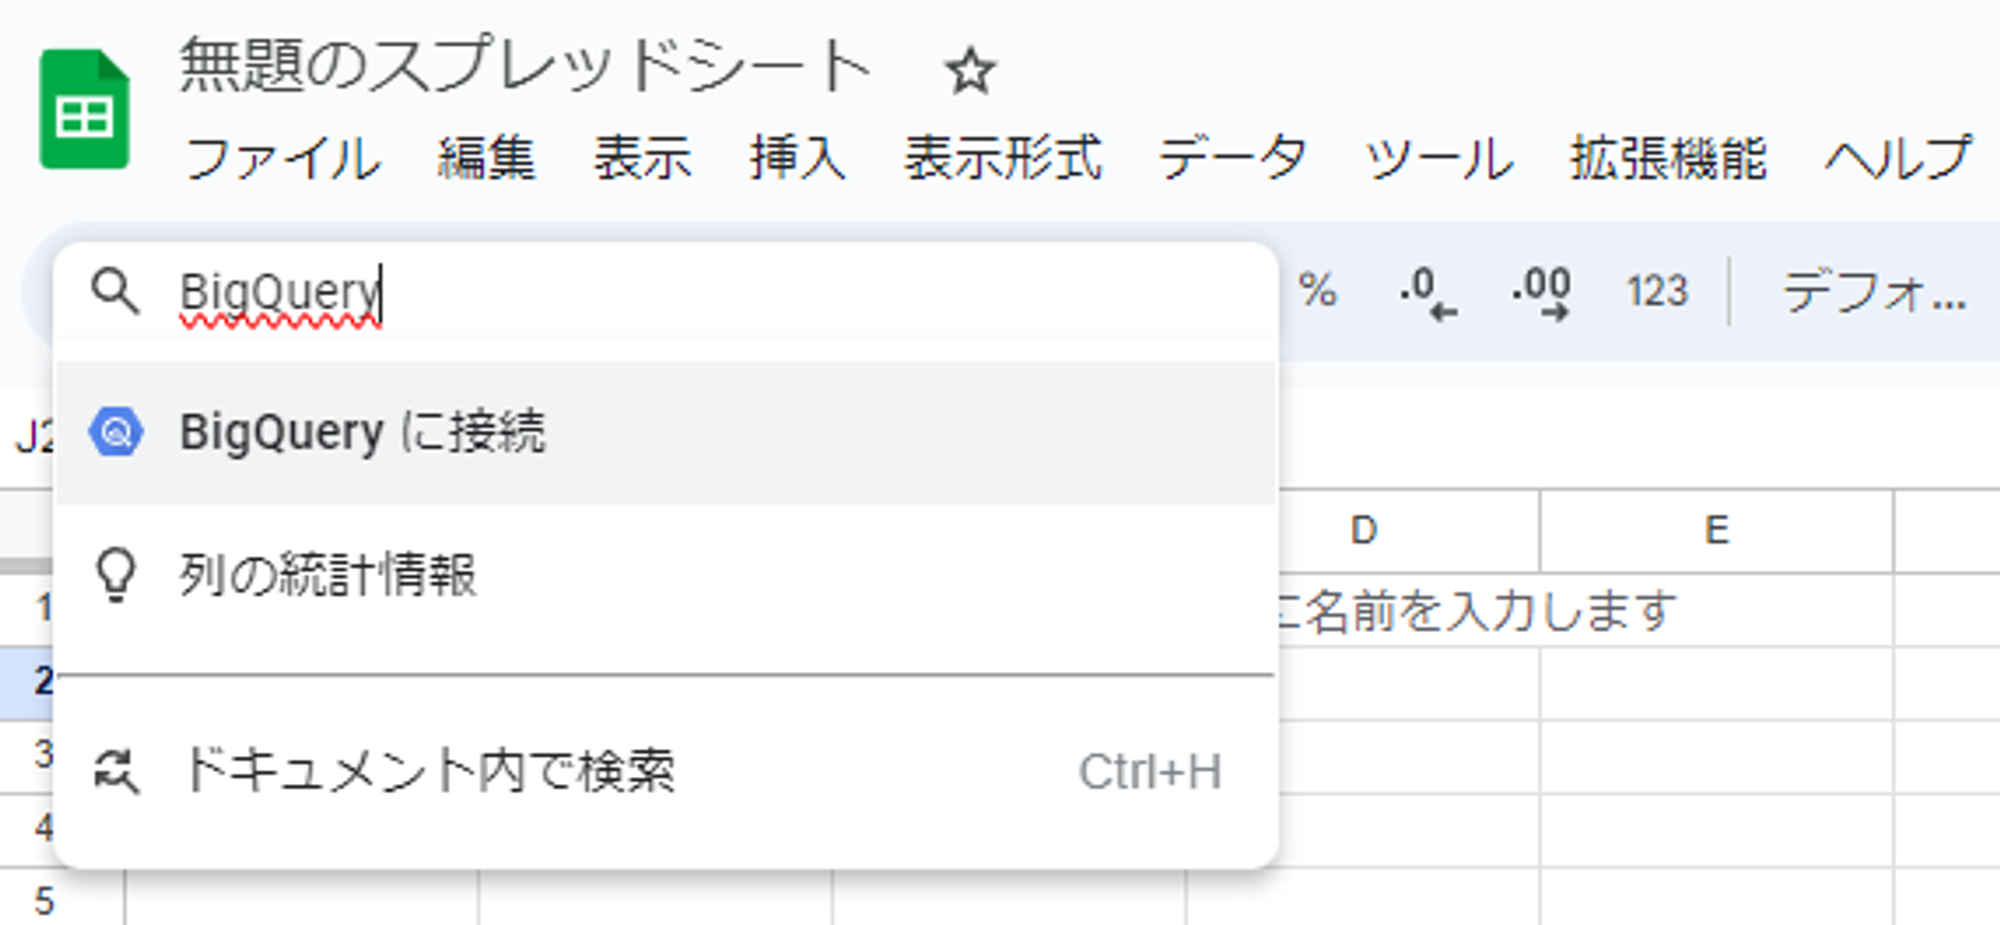 無題のスプレッドシート
ファイル 編集 表示 挿入 表示形式 データ ツール 拡張機能 ヘルプ
BigQuery % .0 .00 123 デフォ...
BigQuery に接続
J2
D E
列の統計情報
1 に名前を入力します
2
3
ドキュメント内で検索 Ctrl+H
4
5